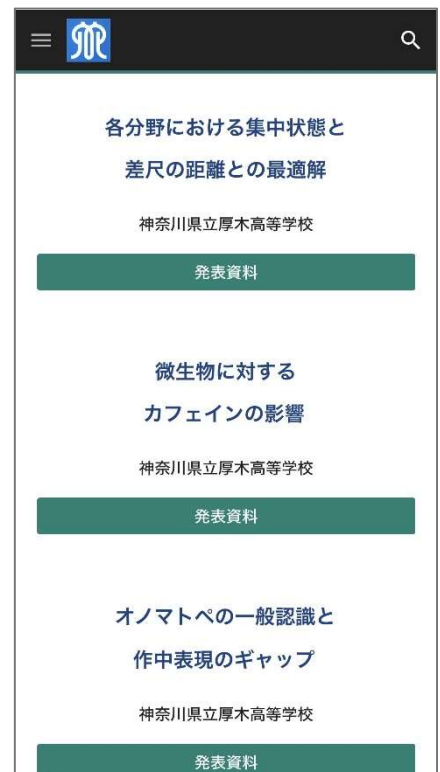 各分野における集中状態と
差尺の距離との最適解
神奈川県立厚木高等学校
発表資料
微生物に対する
カフェインの影響
神奈川県立厚木高等学校
発表資料
オノマトペの一般認識と
作中表現のギャップ
神奈川県立厚木高等学校
発表資料